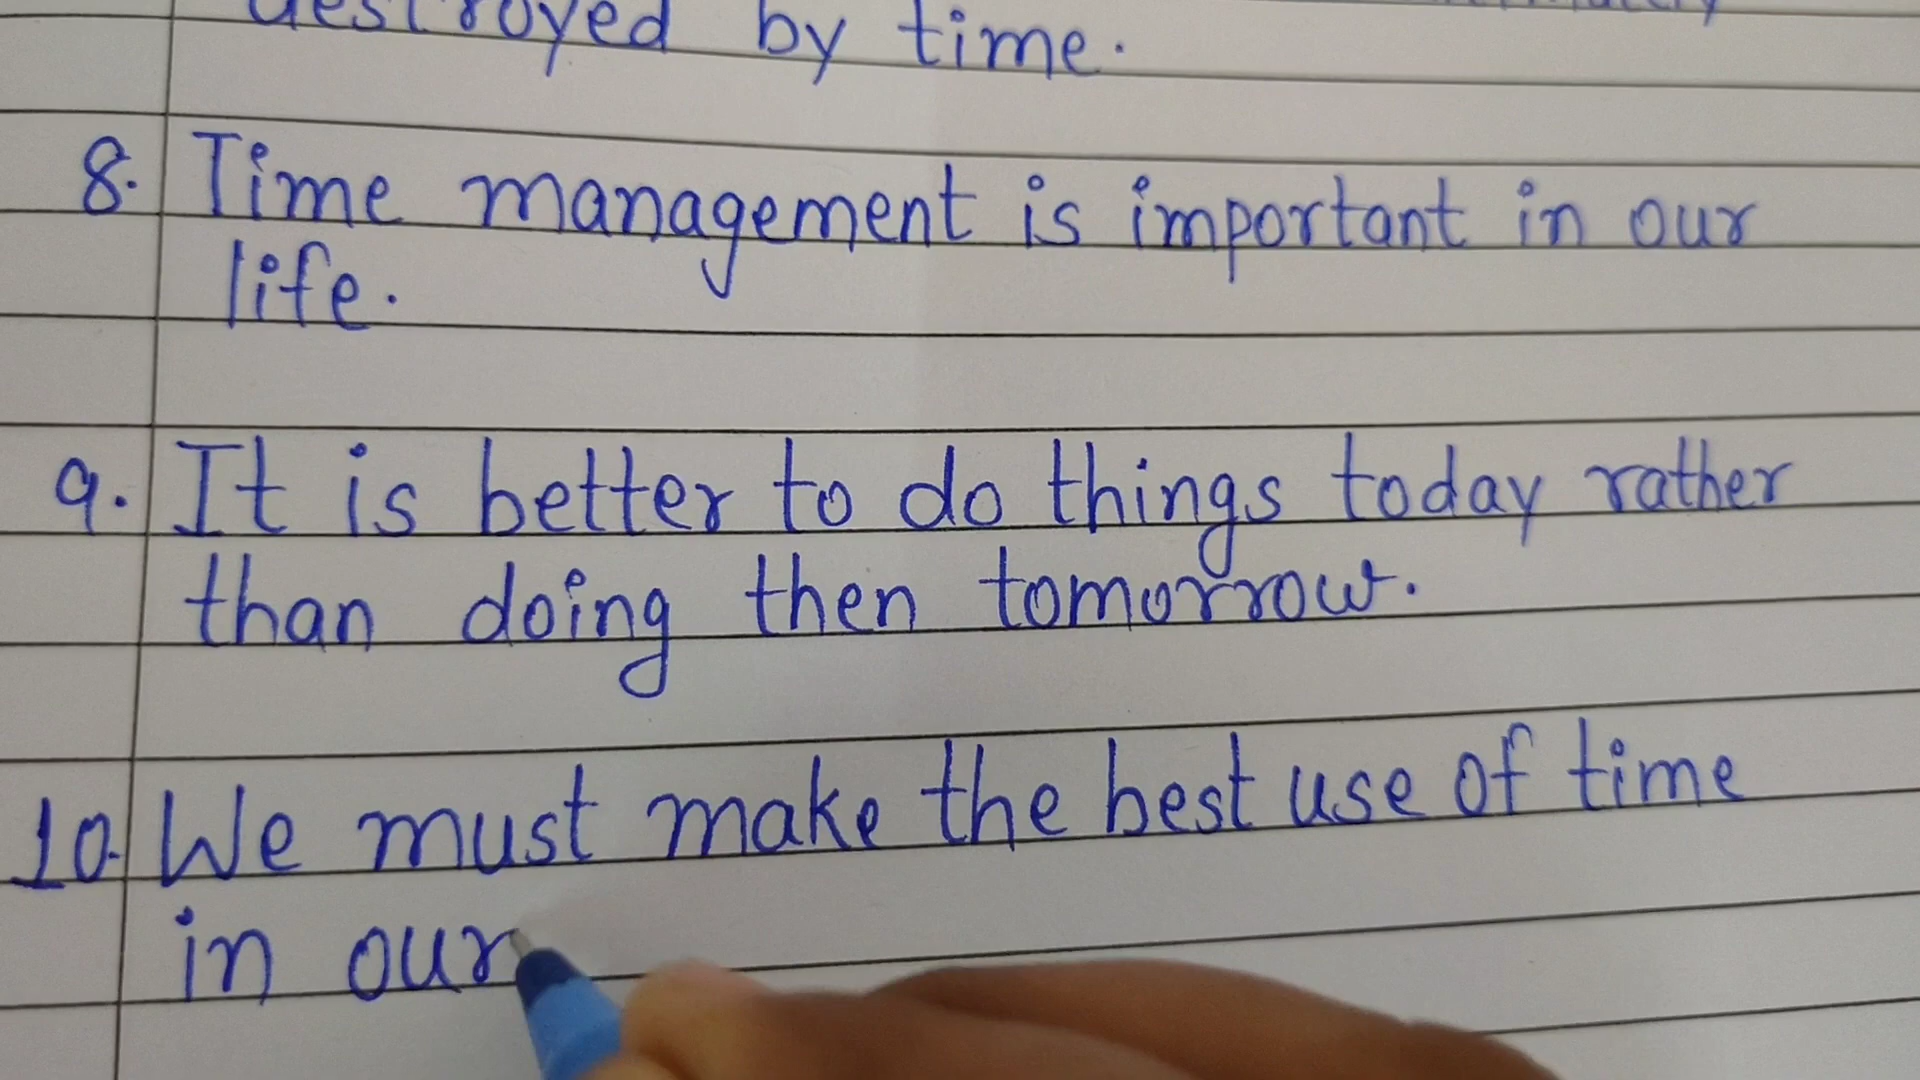 destroyed by time.
8. Time management is important in our
life.
9. It is better to do things today rather
than doing then tomorrow.
10. We must make the best use of time
in our